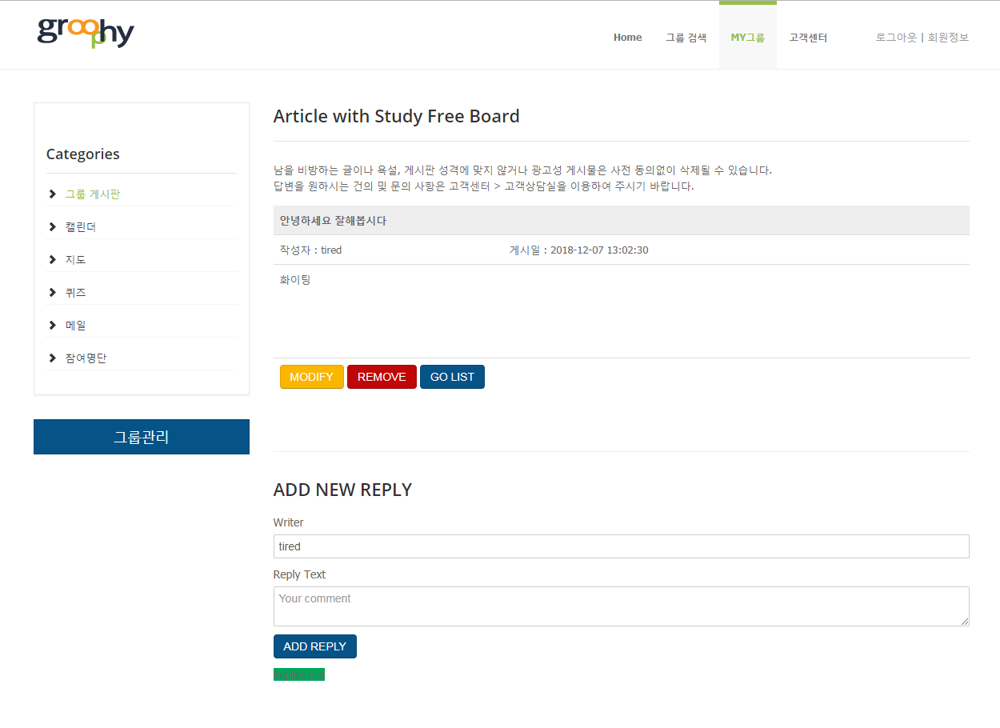 groophy
Home 그룹 검색 MY그룹 고객센터 로그아웃 | 회원정보
Categories
그룹 게시판
캘린더
지도
퀴즈
메일
참여명단
그룹관리
Article with Study Free Board
남을 비방하는 글이나 욕설, 게시판 성격에 맞지 않거나 광고성 게시물은 사전 동의없이 삭제될 수 있습니다.
답변을 원하시는 건의 및 문의 사항은 고객센터 > 고객상담실을 이용하여 주시기 바랍니다.
안녕하세요 잘해봅시다
작성자 : tired 게시일 : 2018-12-07 13:02:30
화이팅
MODIFY REMOVE GO LIST
ADD NEW REPLY
Writer
tired
Reply Text
Your comment
ADD REPLY
Replies List